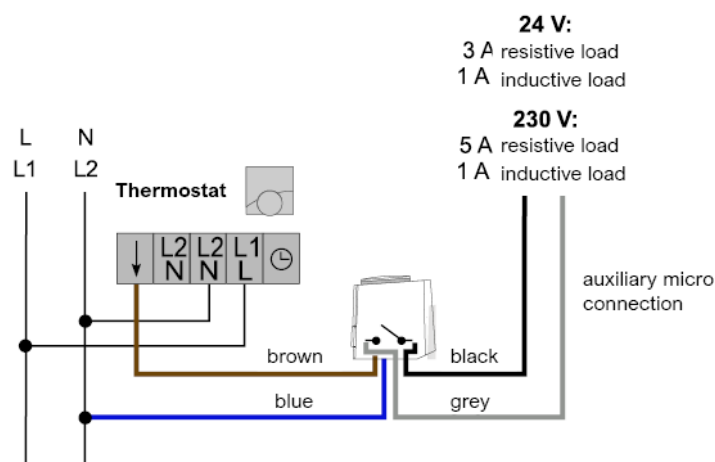 24 V:
3 A resistive load
1 A inductive load
230 V:
5 A resistive load
1 A inductive load
L N
L1 L2
Thermostat
L2 L2 L1
N N L
auxiliary micro
connection
brown black
blue grey